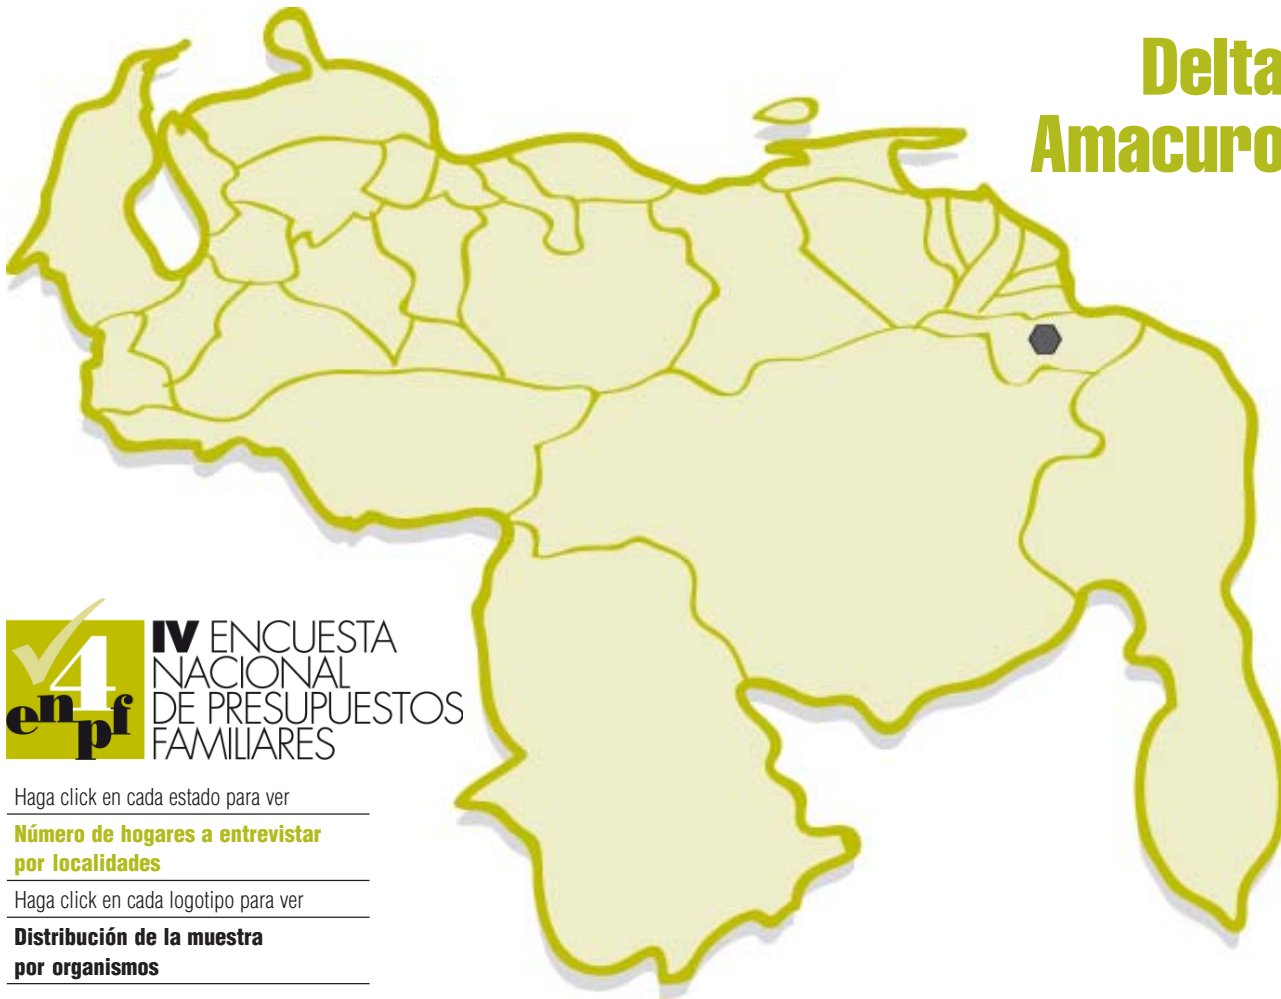 Delta
Amacuro
4
enpf
IV ENCUESTA
NACIONAL
DE PRESUPUESTOS
FAMILIARES
Haga click en cada estado para ver
Número de hogares a entrevistar
por localidades
Haga click en cada logotipo para ver
Distribución de la muestra
por organismos